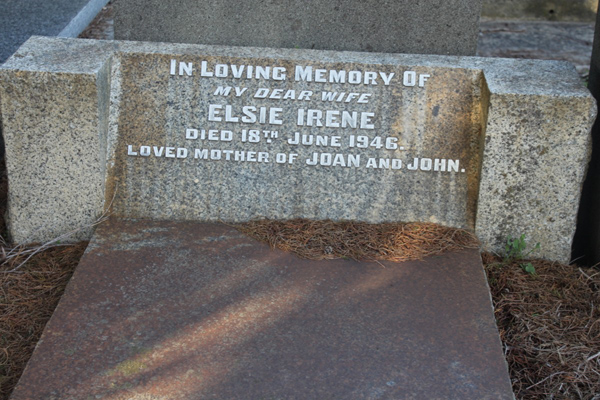 IN LOVING MEMORY OF
MY DEAR WIFE
ELSIE IRENE
DIED 18TH JUNE 1946.
LOVED MOTHER OF JOAN AND JOHN.